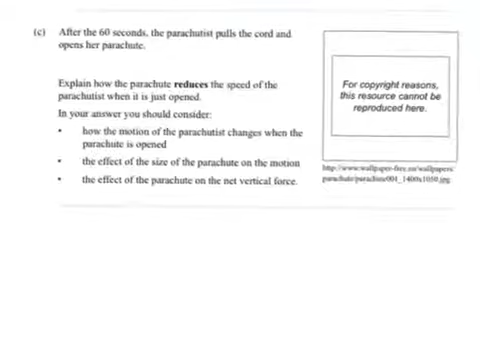 (c) After the 60 seconds, the parachutist pulls the cord and
opens her parachute.
Explain how the parachute reduces the speed of the
parachutist when it is just opened.
In your answer you should consider:
• how the motion of the parachutist changes when the
parachute is opened
• the effect of the size of the parachute on the motion
• the effect of the parachute on the net vertical force.
For copyright reasons,
this resource cannot be
reproduced here.